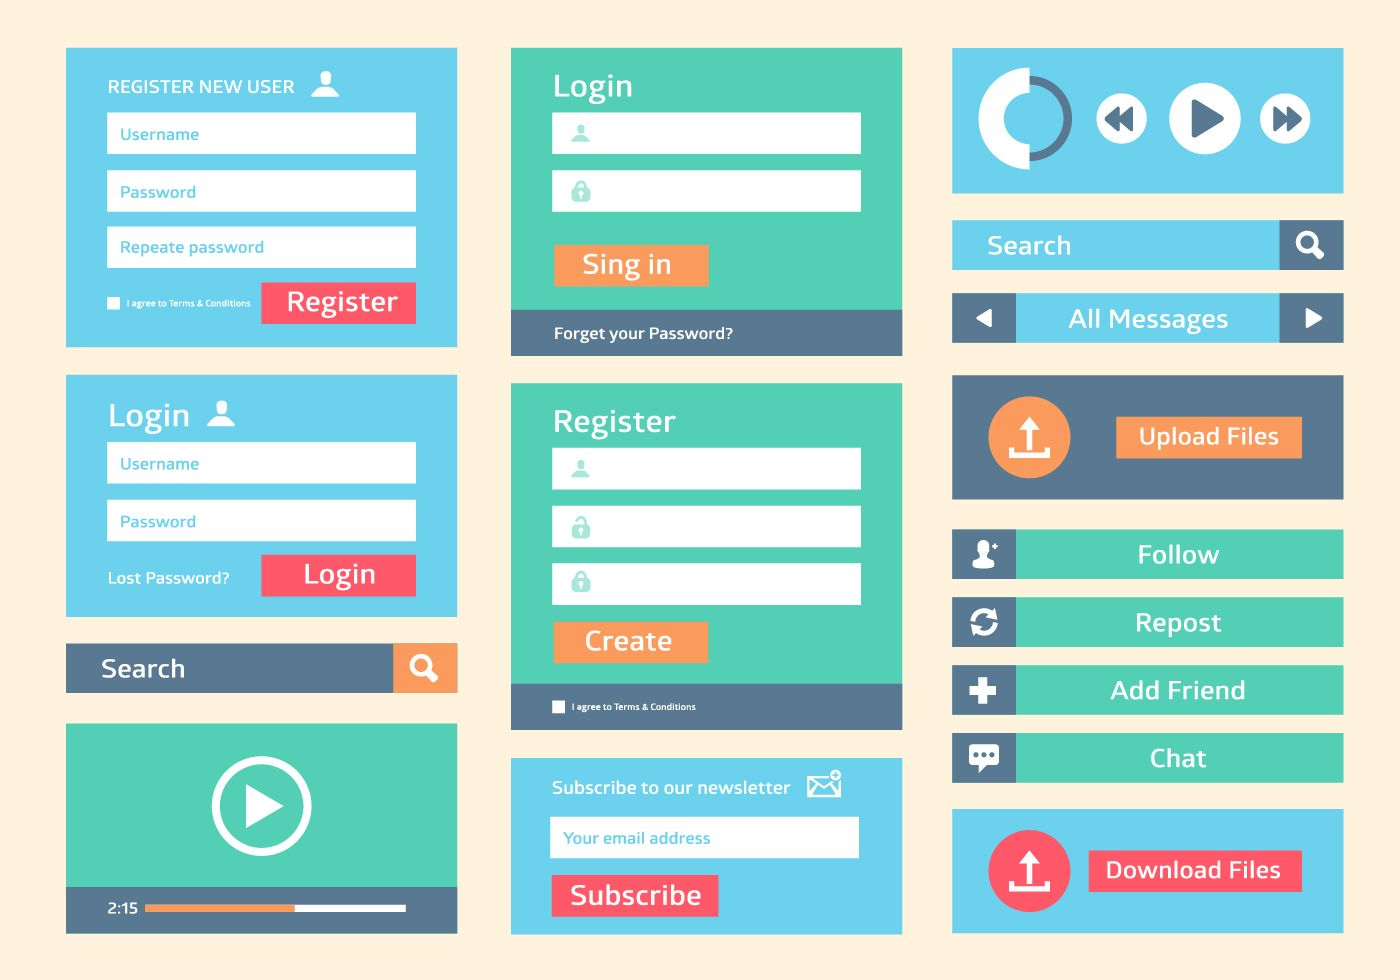 REGISTER NEW USER
Username
Password
Repeate password
I agree to Terms & Conditions
Register
Login
Username
Password
Lost Password?
Login
Search
2:15
Login
Sing in
Forget your Password?
Register
Create
I agree to Terms & Conditions
Subscribe to our newsletter
Your email address
Subscribe
Search
All Messages
Upload Files
Follow
Repost
Add Friend
Chat
Download Files